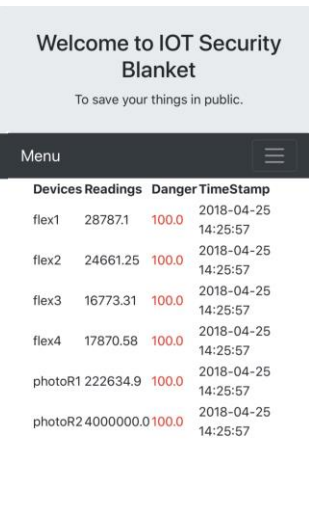 Welcome to IOT Security
Blanket
To save your things in public.
Menu
Devices Readings Danger TimeStamp
flex1 28787.1 100.0 2018-04-25
14:25:57
flex2 24661.25 100.0 2018-04-25
14:25:57
flex3 16773.31 100.0 2018-04-25
14:25:57
flex4 17870.58 100.0 2018-04-25
14:25:57
photoR1 222634.9 100.0 2018-04-25
14:25:57
photoR2 4000000.0 100.0 2018-04-25
14:25:57